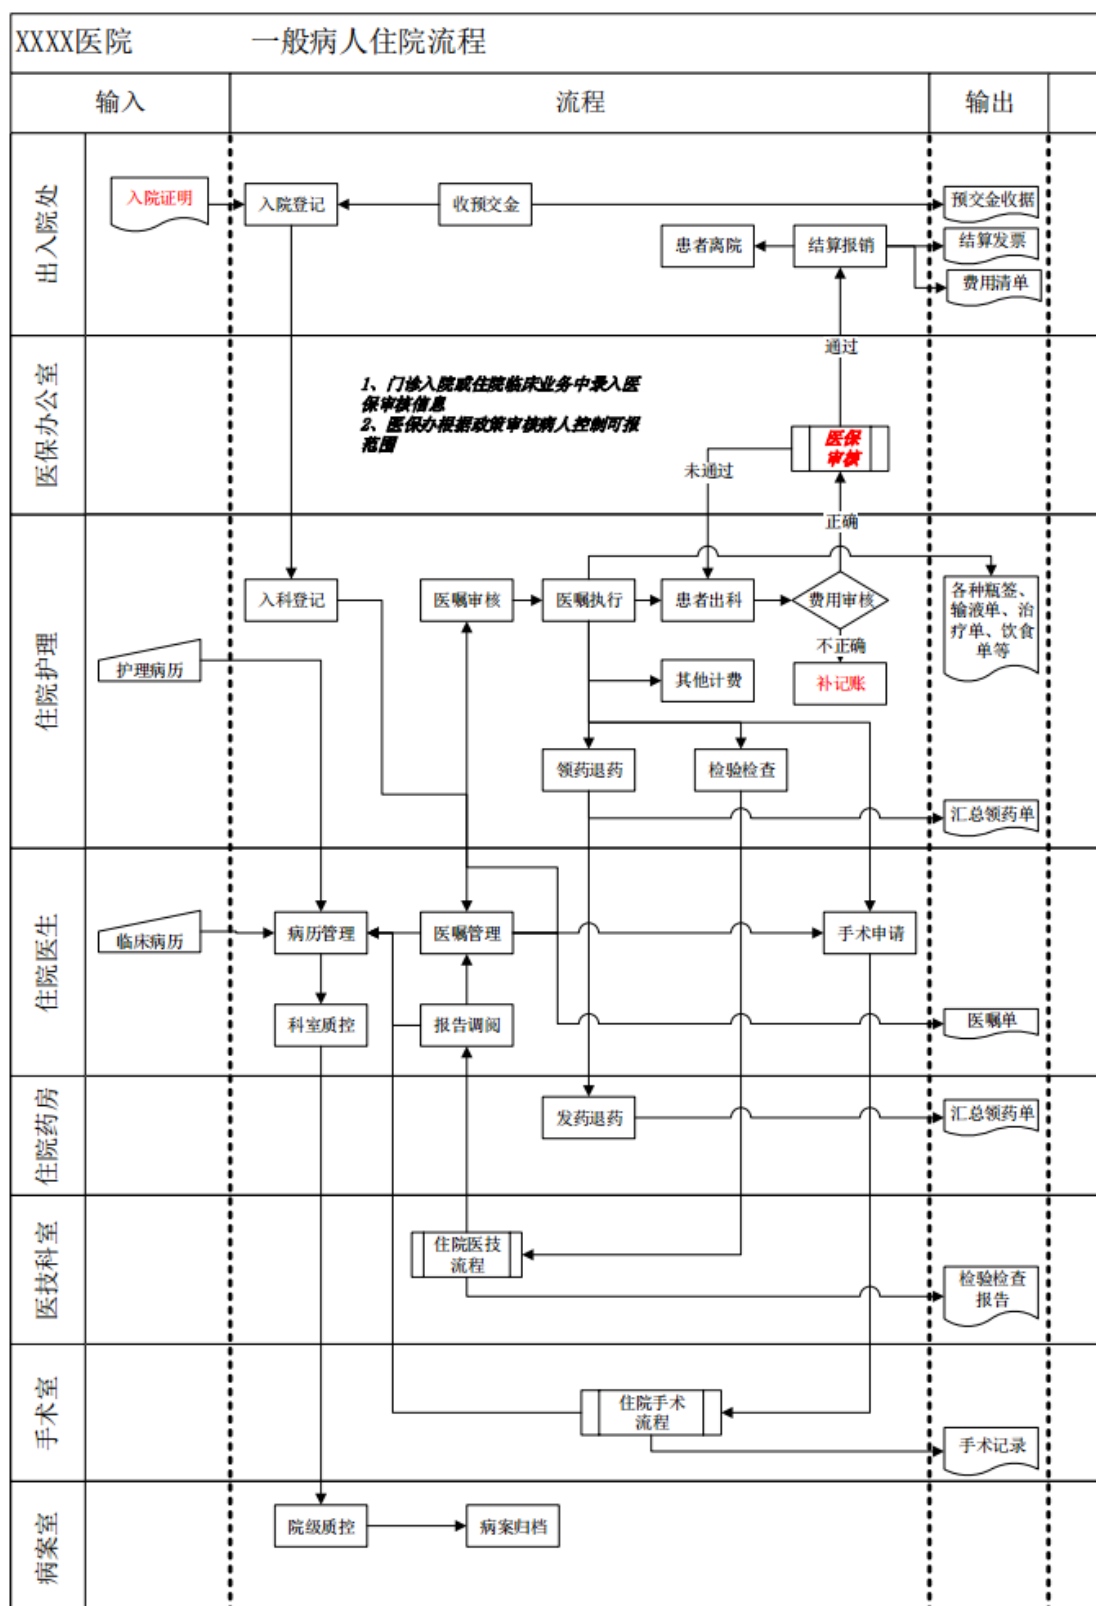 XXXX医院
一般病人住院流程
输入
流程
输出
出入院处
入院证明
入院登记
收预交金
预交金收据
患者离院
结算报销
结算发票
费用清单
医保办公室
通过
1、门诊入院或住院临床业务中录入医
保审核信息
2、医保办根据政策审核病人控制可报
范围
医保
审核
未通过
正确
住院护理
入科登记
医嘱审核
医嘱执行
患者出科
费用审核
各种瓶签、
输液单、治
疗单、饮食
单等
不正确
护理病历
其他计费
补记账
领药退药
检验检查
汇总领药单
住院医生
临床病历
病历管理
医嘱管理
手术申请
科室质控
报告调阅
医嘱单
住院药房
发药退药
汇总领药单
医技科室
住院医技
流程
检验检查
报告
手术室
住院手术
流程
手术记录
病案室
院级质控
病案归档